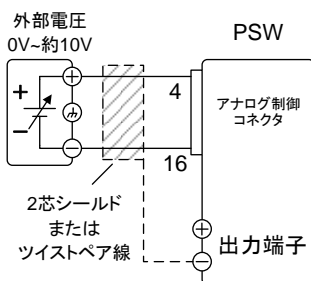 外部電圧
0V~約10V
PSW
4
アナログ制御
コネクタ
16
2芯シールド
または
ツイストペア線
出力端子